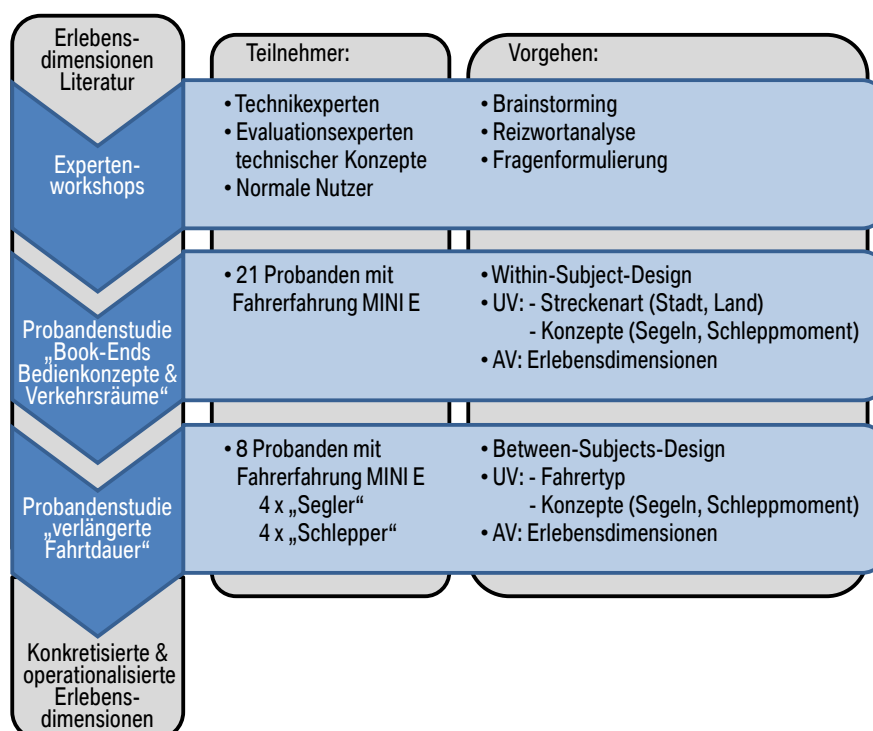 Erlebens-
dimensionen
Literatur
Teilnehmer:
Vorgehen:
Experten-
workshops
• Technikexperten
• Evaluationsexperten
technischer Konzepte
• Normale Nutzer
• Brainstorming
• Reizwortanalyse
• Fragenformulierung
Probandenstudie
„Book-Ends
Bedienkonzepte &
Verkehrsräume“
• 21 Probanden mit
Fahrerfahrung MINI E
• Within-Subject-Design
• UV: - Streckenart (Stadt, Land)
- Konzepte (Segeln, Schleppmoment)
• AV: Erlebensdimensionen
Probandenstudie
„verlängerte
Fahrtdauer“
• 8 Probanden mit
Fahrerfahrung MINI E
4 x „Segler“
4 x „Schlepper“
• Between-Subjects-Design
• UV: - Fahrertyp
- Konzepte (Segeln, Schleppmoment)
• AV: Erlebensdimensionen
Konkretisierte &
operationalisierte
Erlebens-
dimensionen